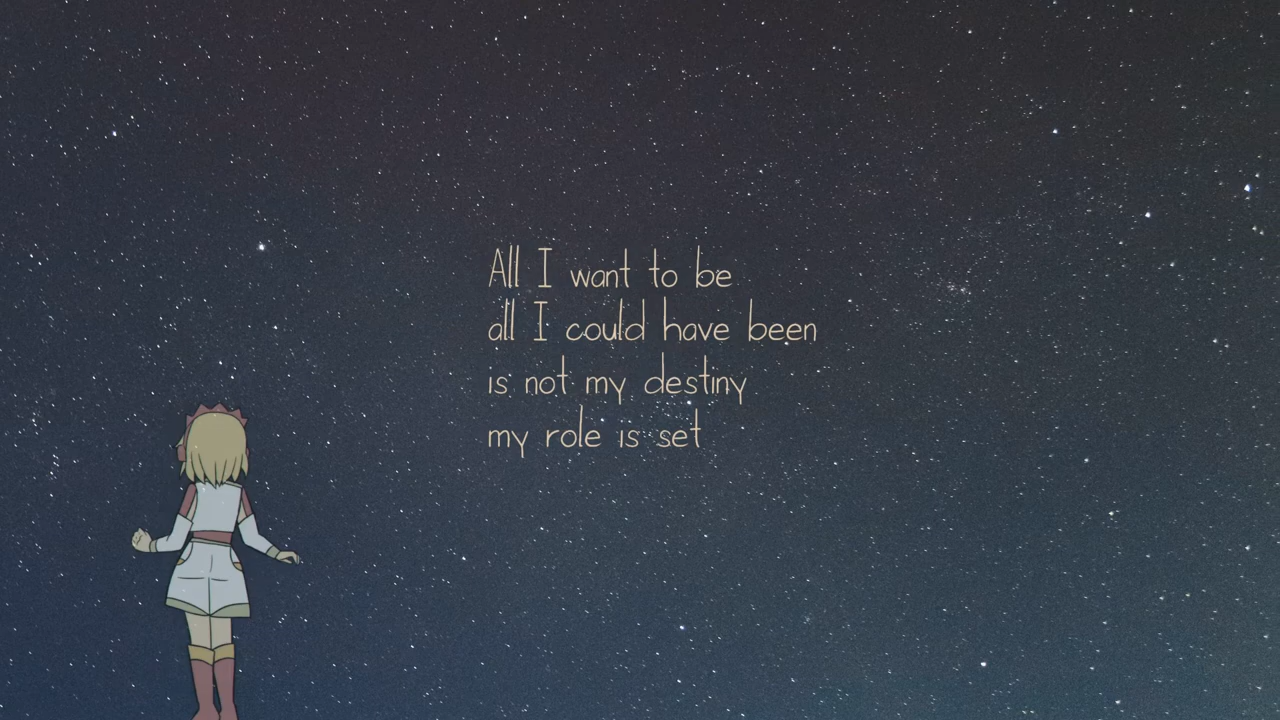 All I want to be
all I could have been
is not my destiny
my role is set